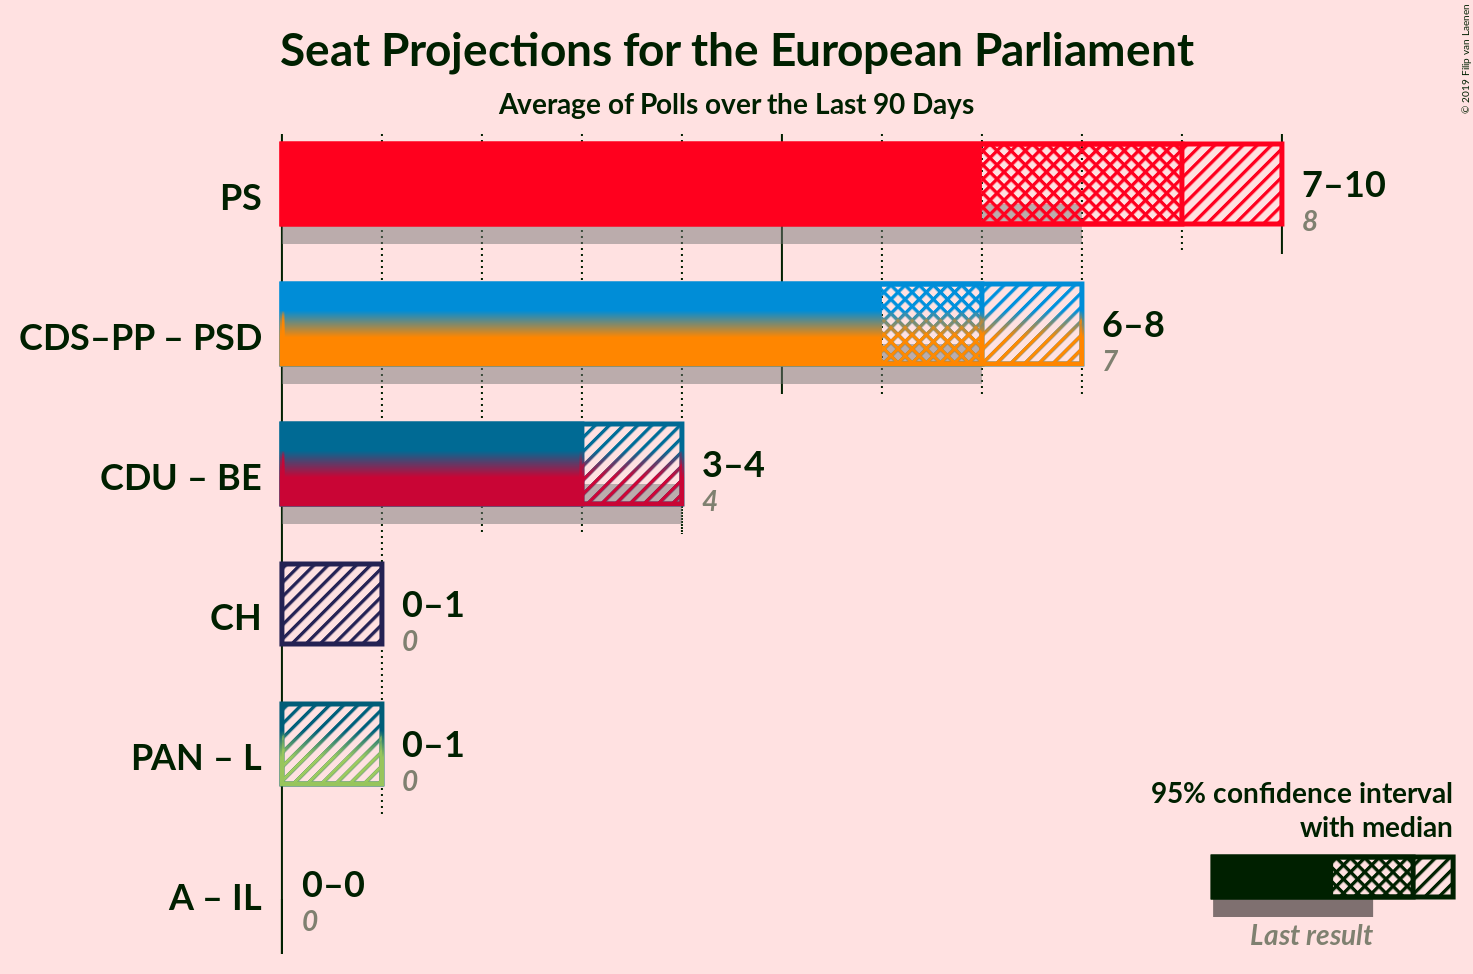 Seat Projections for the European Parliament
Average of Polls over the Last 90 Days
© 2019 Filip van Laenen
PS
7–10
8
CDS–PP – PSD
6–8
7
CDU – BE
3–4
4
CH
0–1
0
PAN – L
0–1
0
A – IL
0–0
0
95% confidence interval
with median
Last result